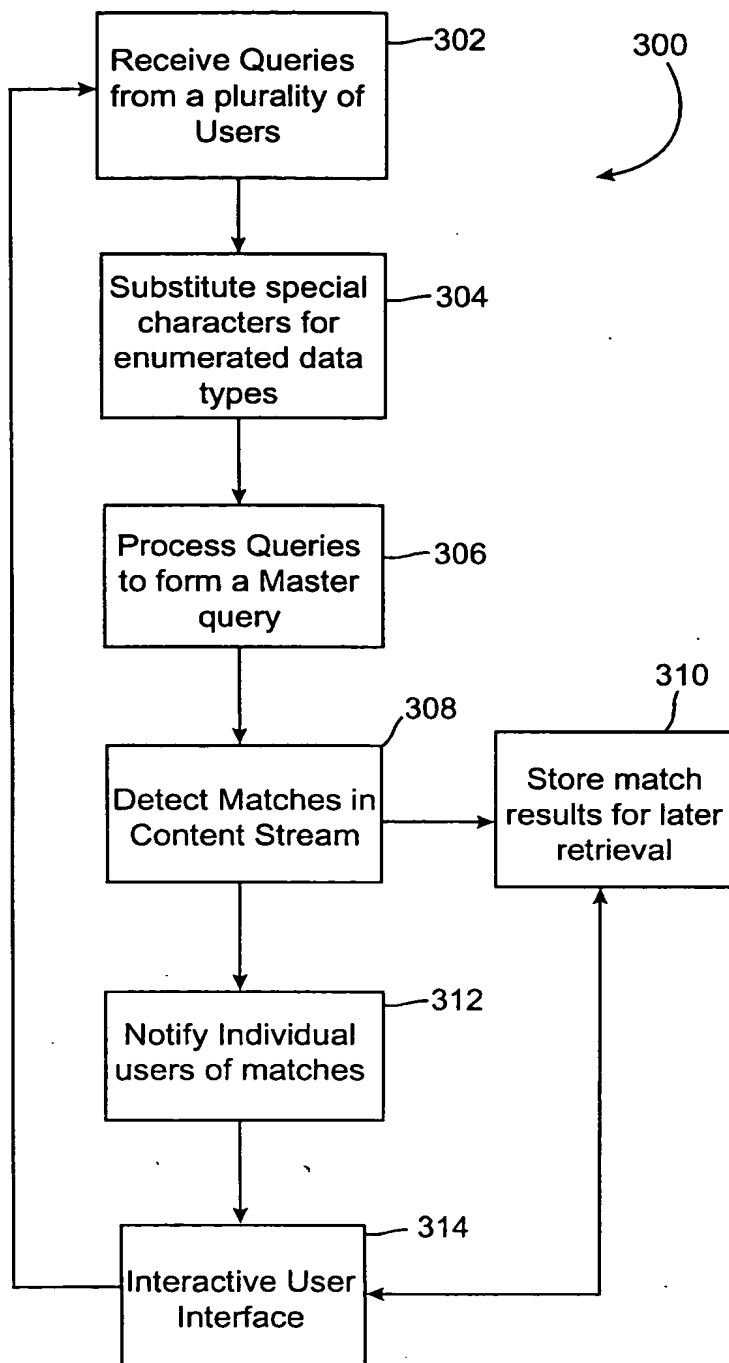 302
300
Receive Queries
from a plurality of
Users
Substitute special
characters for
enumerated data
types
304
Process Queries
to form a Master
query
306
308
310
Detect Matches in
Content Stream
Store match
results for later
retrieval
312
Notify Individual
users of matches
314
Interactive User
Interface